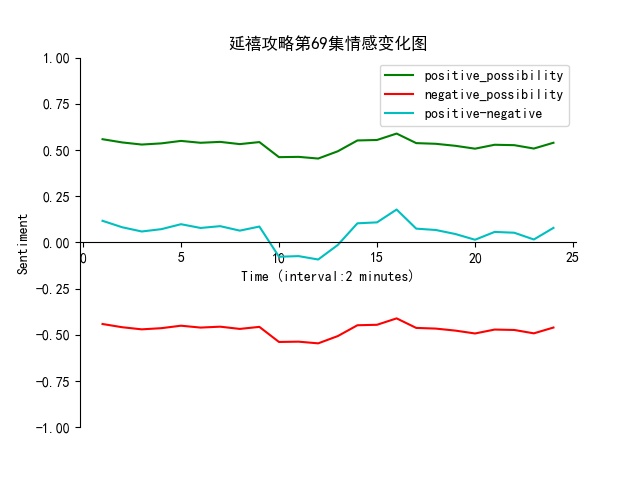 延禧攻略第69集情感变化图
1.00
0.75
0.50
0.25
0.00
−0.25
−0.50
−0.75
−1.00
Sentiment
0 5 10 15 20 25
Time (interval:2 minutes)
positive_possibility
negative_possibility
positive-negative